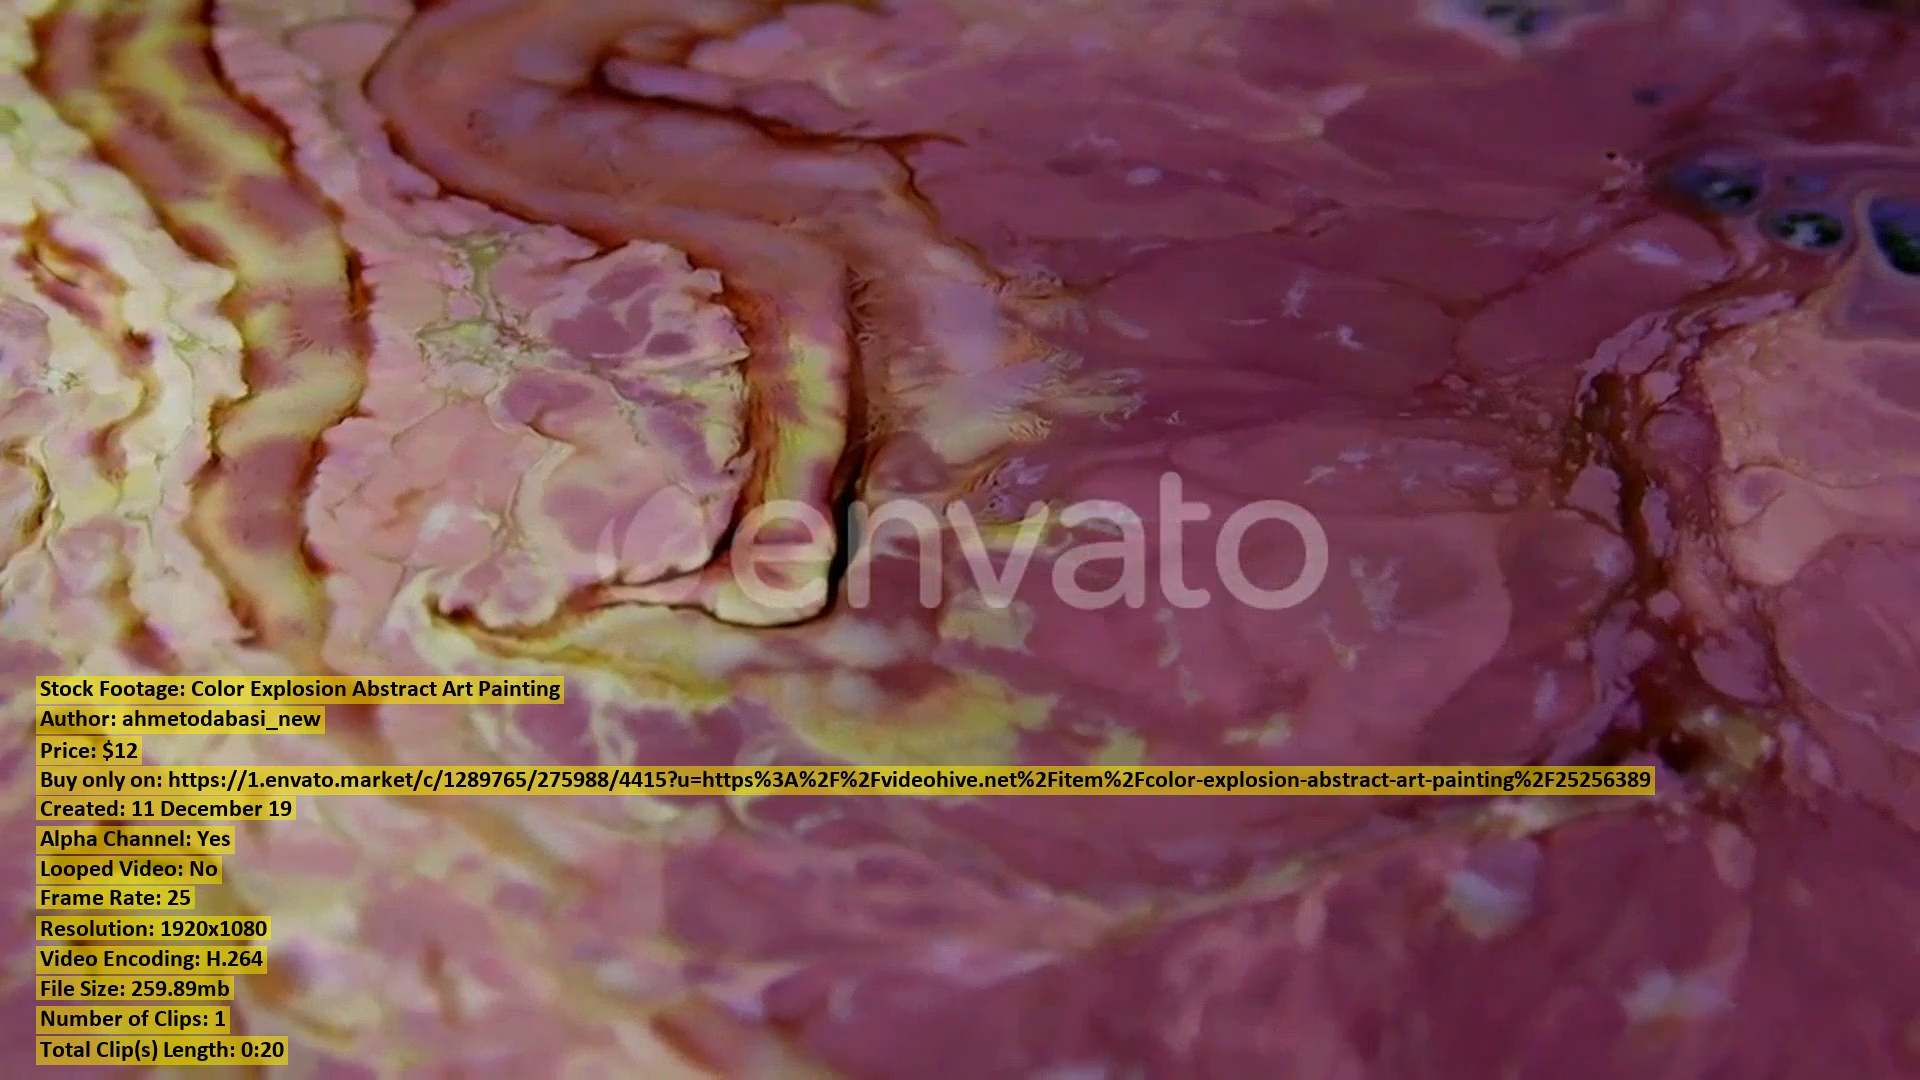 envato
Stock Footage: Color Explosion Abstract Art Painting
Author: ahmetodabasi_new
Price: $12
Buy only on: https://1.envato.market/c/1289765/275988/4415?u=https%3A%2F%2Fvideohive.net%2Fitem%2Fcolor-explosion-abstract-art-painting%2F25256389
Created: 11 December 19
Alpha Channel: Yes
Looped Video: No
Frame Rate: 25
Resolution: 1920x1080
Video Encoding: H.264
File Size: 259.89mb
Number of Clips: 1
Total Clip(s) Length: 0:20